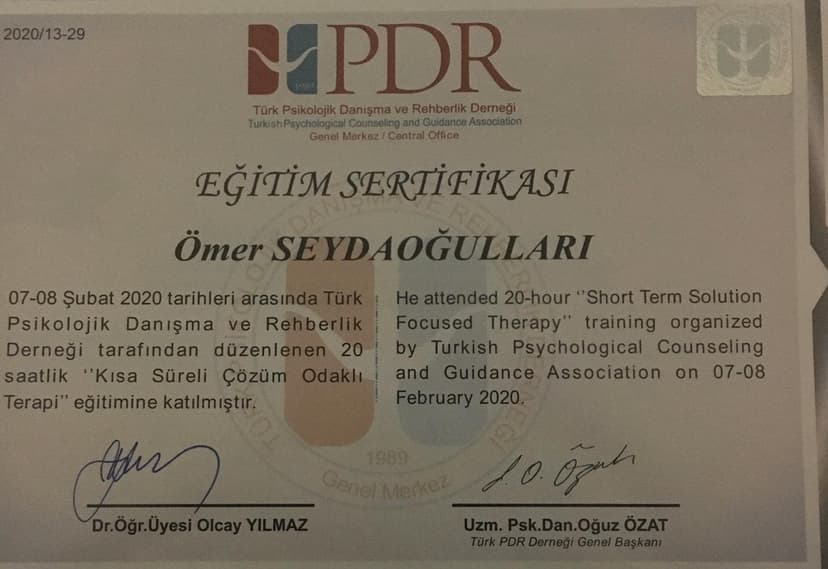 2020/13-29
PDR
1989
Türk Psikolojik Danışma ve Rehberlik Derneği
Turkish Psychological Counseling and Guidance Association
Genel Merkez / Central Office
EĞİTİM SERTİFİKASI
Ömer SEYDAOĞULLARI
07-08 Şubat 2020 tarihleri arasında Türk
Psikolojik Danışma ve Rehberlik
Derneği tarafından düzenlenen 20
saatlik ‘‘Kısa Süreli Çözüm Odaklı
Terapi’’ eğitimine katılmıştır.
He attended 20-hour ‘‘Short Term Solution
Focused Therapy’’ training organized
by Turkish Psychological Counseling
and Guidance Association on 07-08
February 2020.
1989
Genel Merkez
Dr.Öğr.Üyesi Olcay YILMAZ
Uzm. Psk.Dan.Oğuz ÖZAT
Türk PDR Derneği Genel Başkanı